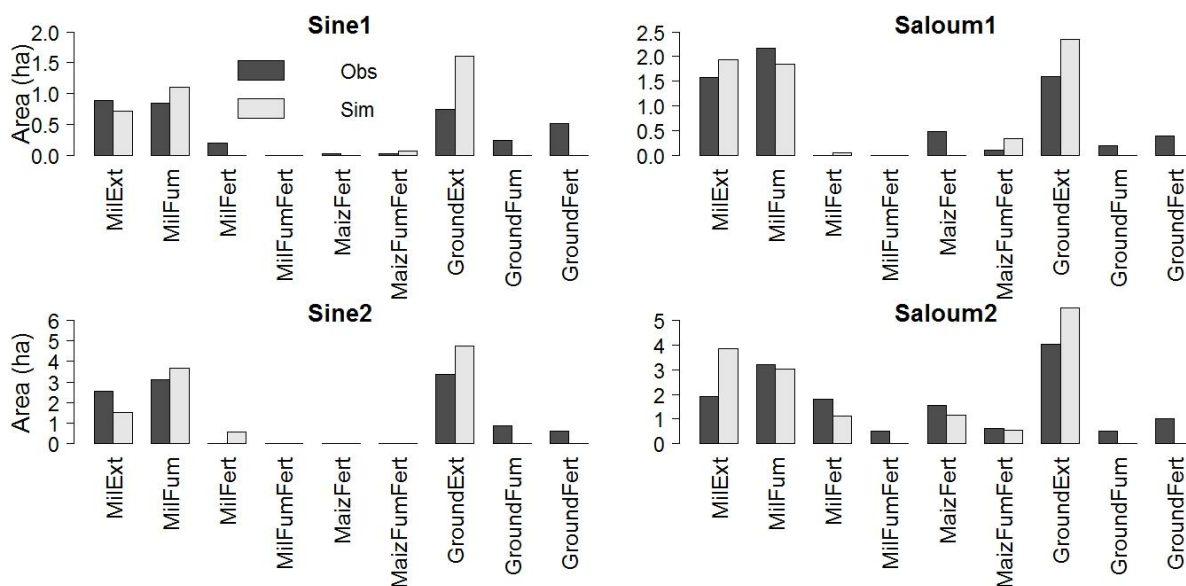 Sine1
Area (ha)
2.0
1.5
1.0
0.5
0.0
Obs
Sim
MilExt
MilFum
MilFert
MilFumFert
MaizFert
MaizFumFert
GroundExt
GroundFum
GroundFert
Saloum1
2.5
2.0
1.5
1.0
0.5
0.0
MilExt
MilFum
MilFert
MilFumFert
MaizFert
MaizFumFert
GroundExt
GroundFum
GroundFert
Sine2
Area (ha)
6
5
4
3
2
1
0
MilExt
MilFum
MilFert
MilFumFert
MaizFert
MaizFumFert
GroundExt
GroundFum
GroundFert
Saloum2
5
4
3
2
1
0
MilExt
MilFum
MilFert
MilFumFert
MaizFert
MaizFumFert
GroundExt
GroundFum
GroundFert